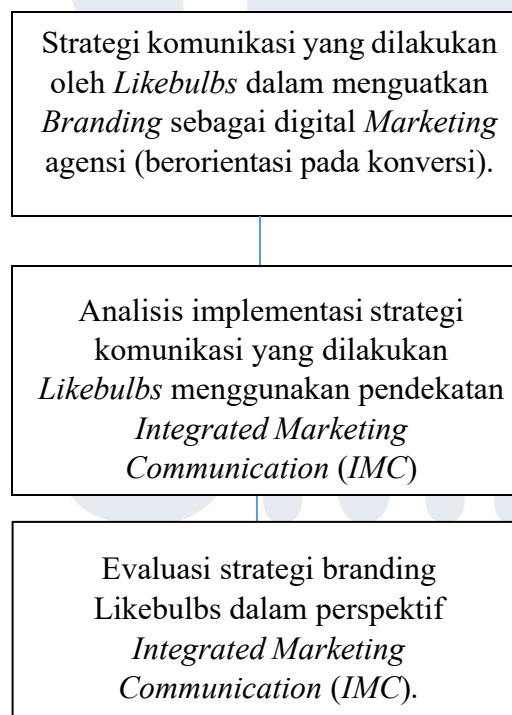 Strategi komunikasi yang dilakukan
oleh Likebulbs dalam menguatkan
Branding sebagai digital Marketing
agensi (berorientasi pada konversi).
Analisis implementasi strategi
komunikasi yang dilakukan
Likebulbs menggunakan pendekatan
Integrated Marketing
Communication (IMC)
Evaluasi strategi branding
Likebulbs dalam perspektif
Integrated Marketing
Communication (IMC).